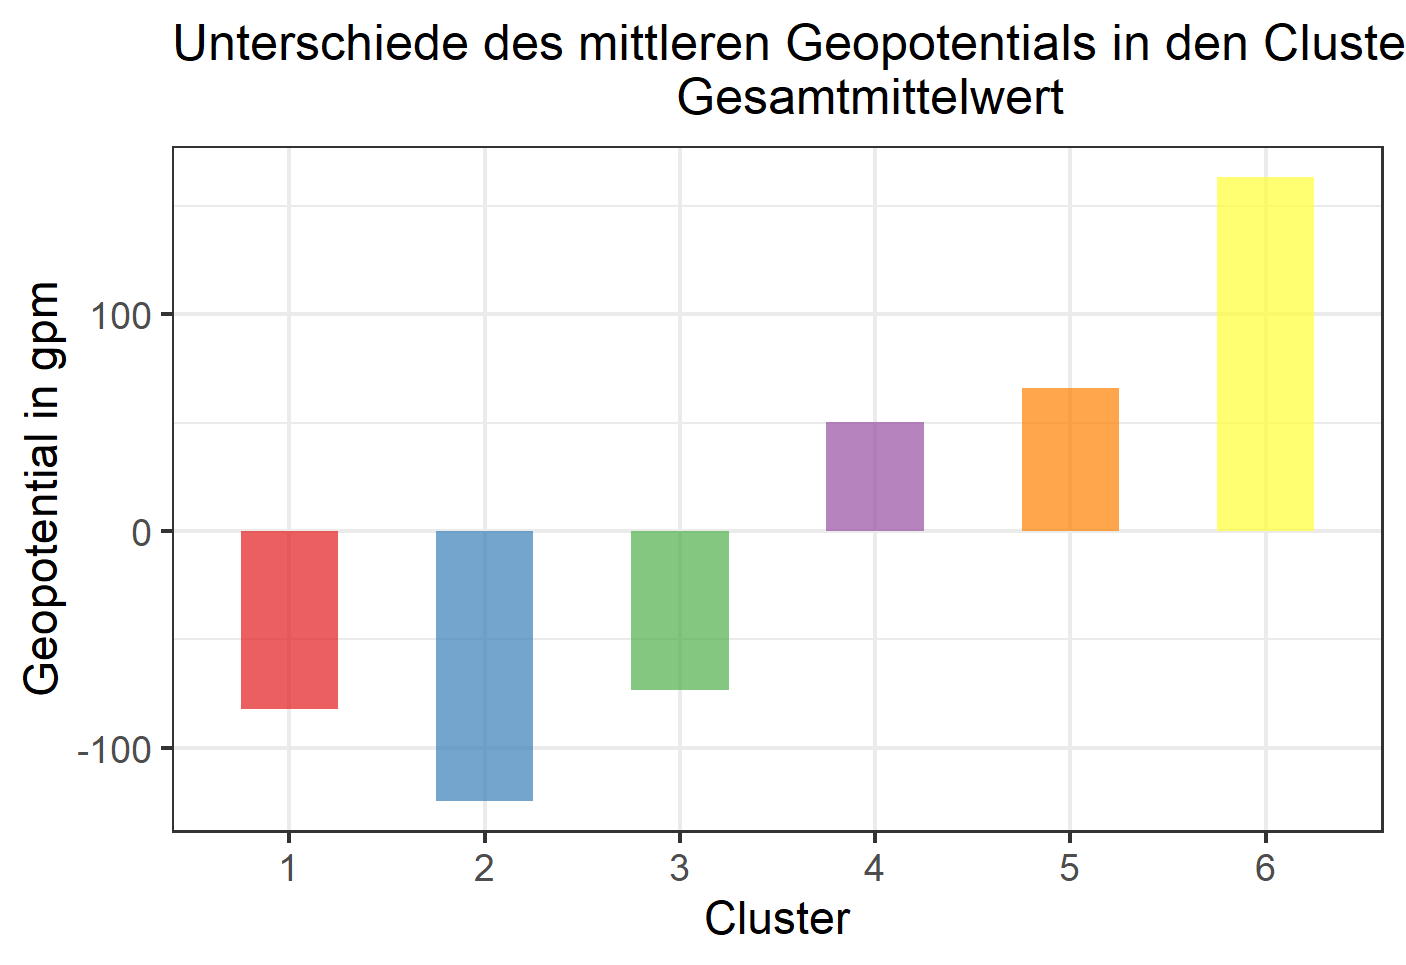 Unterschiede des mittleren Geopotentials in den Cluste
Gesamtmittelwert
Geopotential in gpm
100
0
-100
1 2 3 4 5 6
Cluster